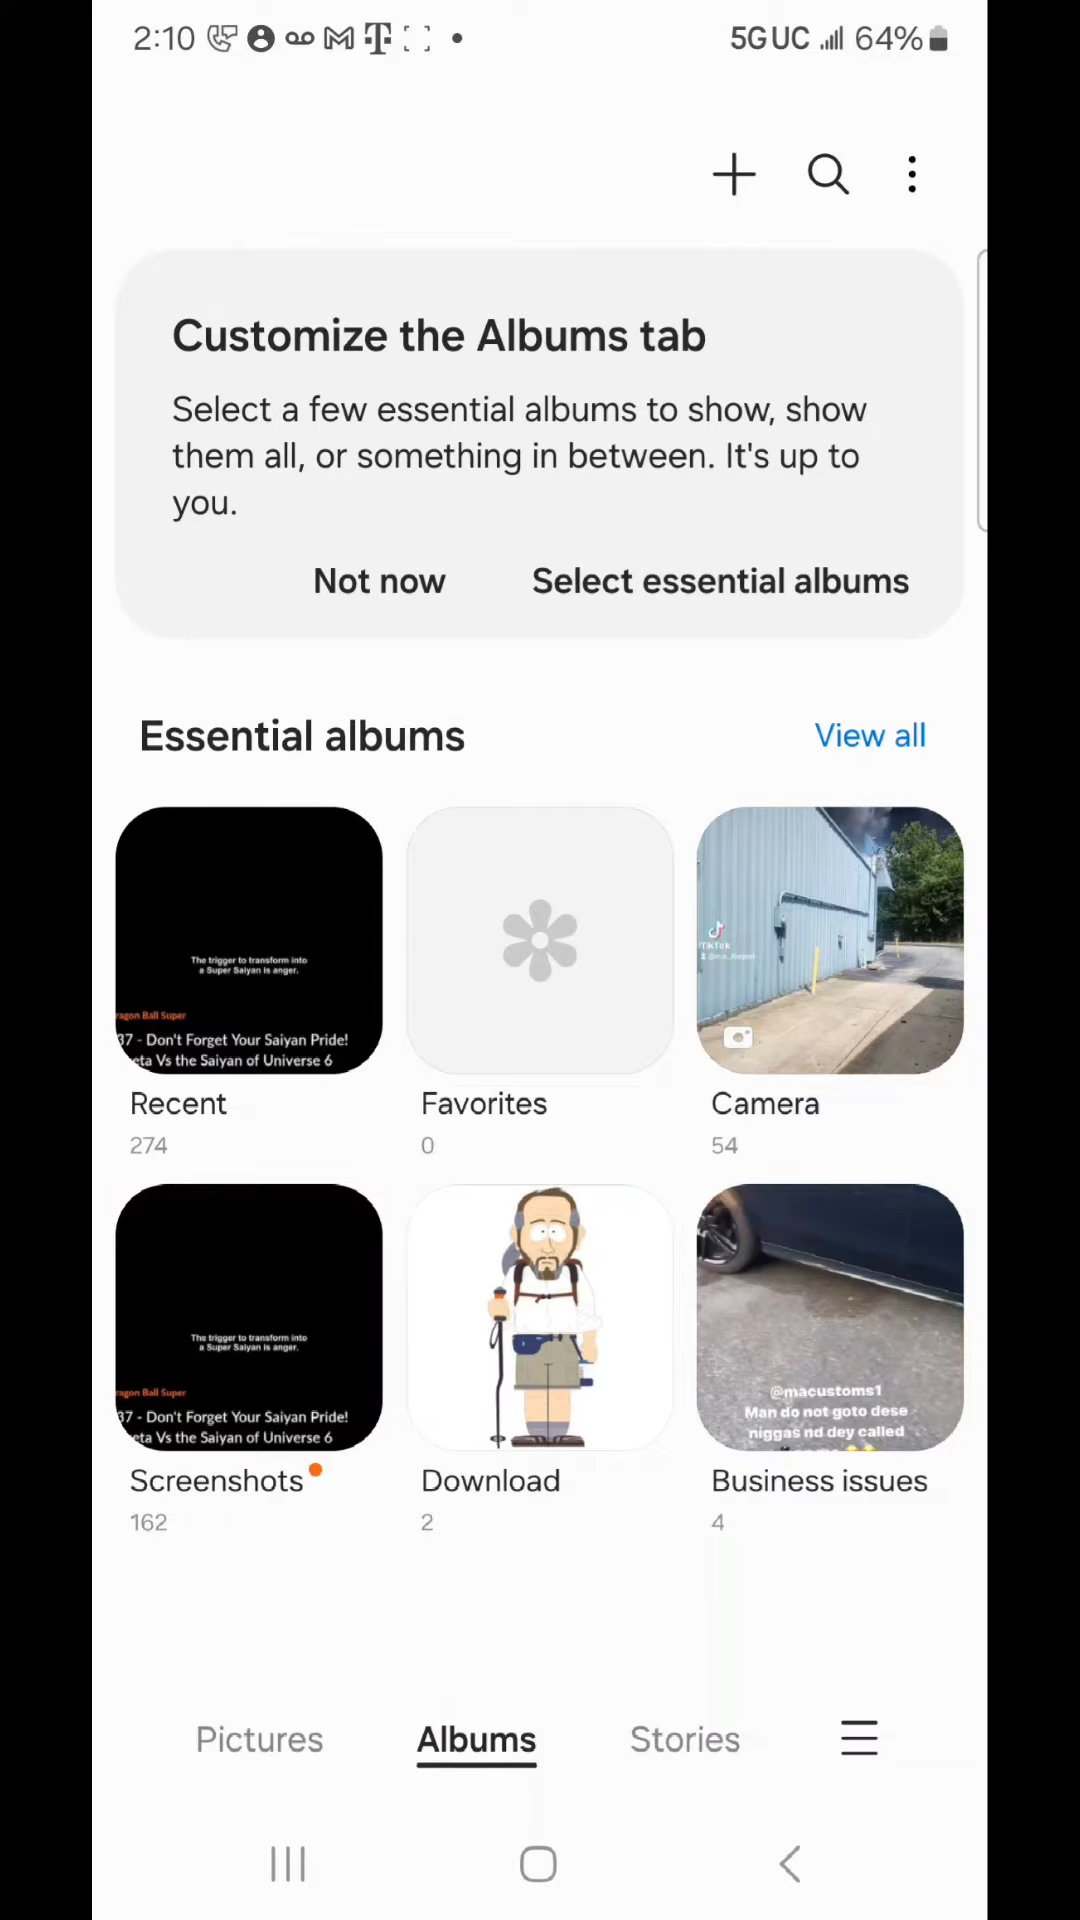 2:10
5G UC 64%
Customize the Albums tab
Select a few essential albums to show, show
them all, or something in between. It's up to
you.
Not now Select essential albums
Essential albums View all
The trigger to transform into
a Super Saiyan is anger.
ragon Ball Super
37 - Don't Forget Your Saiyan Pride!
eta Vs the Saiyan of Universe 6
TikTok
Recent
274
Favorites
0
Camera
54
The trigger to transform into
a Super Saiyan is anger.
ragon Ball Super
37 - Don't Forget Your Saiyan Pride!
eta Vs the Saiyan of Universe 6
@macustoms1
Man do not goto dese
niggas nd dey called
Screenshots
162
Download
2
Business issues
4
Pictures Albums Stories